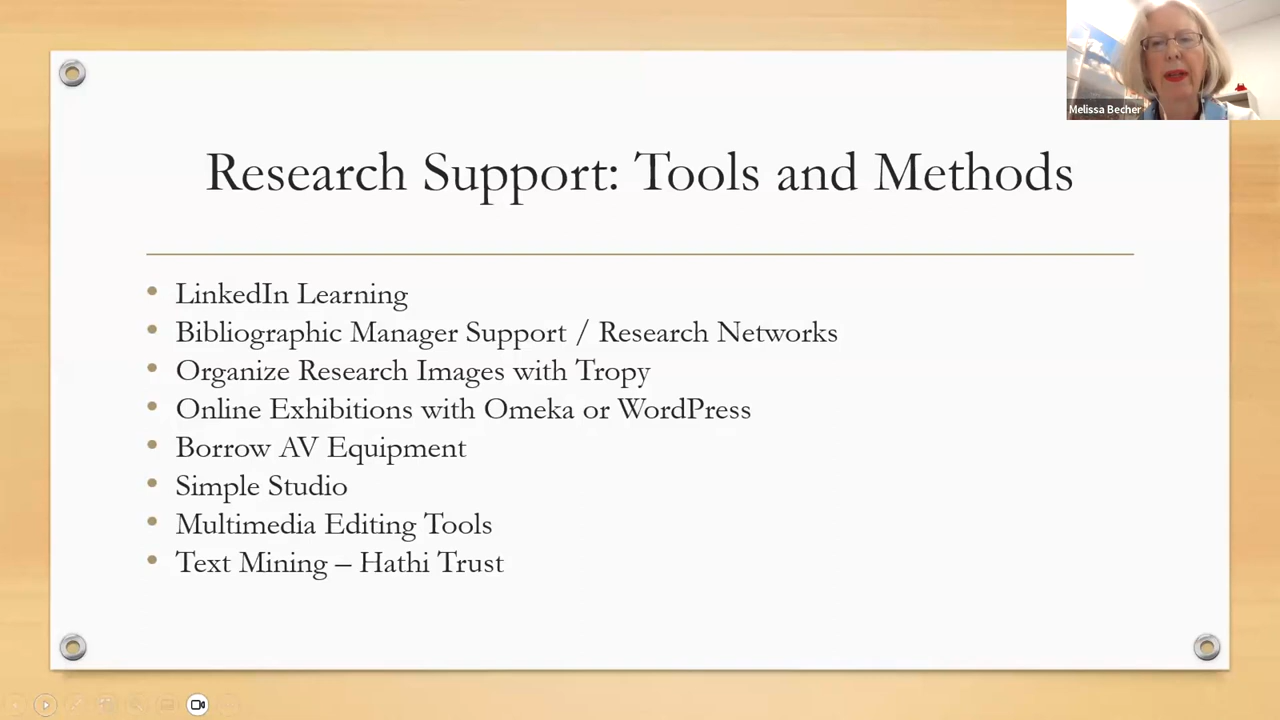 Melissa Becher
Research Support: Tools and Methods
• LinkedIn Learning
• Bibliographic Manager Support / Research Networks
• Organize Research Images with Tropy
• Online Exhibitions with Omeka or WordPress
• Borrow AV Equipment
• Simple Studio
• Multimedia Editing Tools
• Text Mining – Hathi Trust